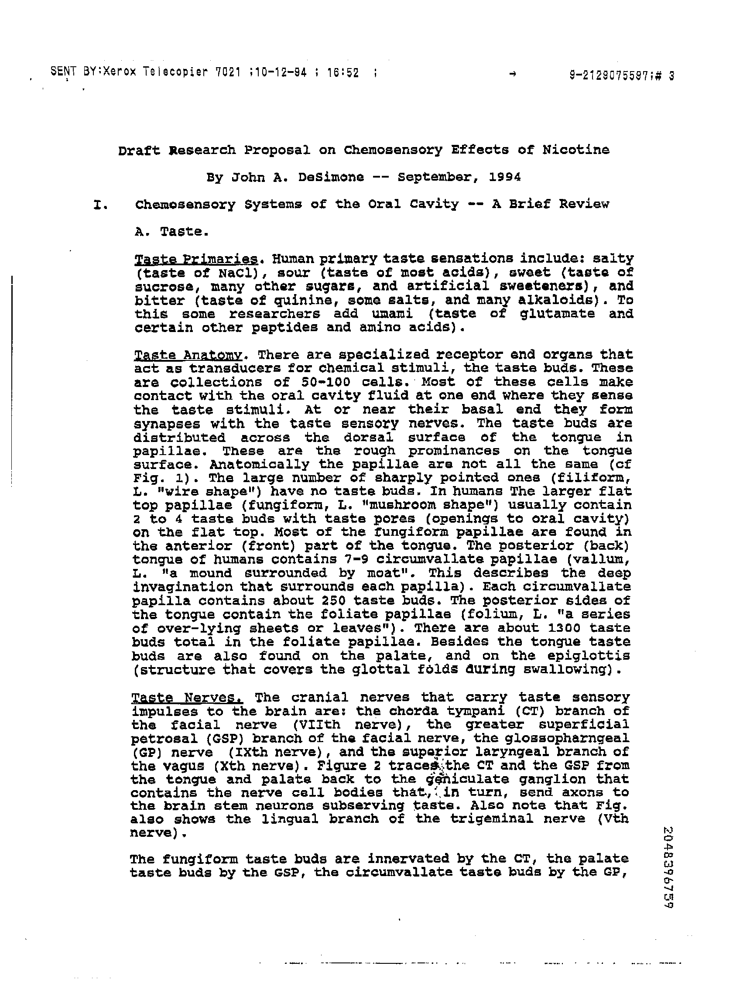 SENT BY:Xerox Telecopier 7021 ;10-12-94 ; 16:52 ; → 9-2129075597;# 3
Draft Research Proposal on Chemosensory Effects of Nicotine
By John A. DeSimone -- September, 1994
I. Chemosensory Systems of the Oral Cavity -- A Brief Review
A. Taste.
Taste Primaries. Human primary taste sensations include: salty
(taste of NaCl), sour (taste of most acids), sweet (taste of
sucrose, many other sugars, and artificial sweeteners), and
bitter (taste of quinine, some salts, and many alkaloids). To
this some researchers add umami (taste of glutamate and
certain other peptides and amino acids).
Taste Anatomy. There are specialized receptor end organs that
act as transducers for chemical stimuli, the taste buds. These
are collections of 50-100 cells. Most of these cells make
contact with the oral cavity fluid at one end where they sense
the taste stimuli. At or near their basal end they form
synapses with the taste sensory nerves. The taste buds are
distributed across the dorsal surface of the tongue in
papillae. These are the rough prominances on the tongue
surface. Anatomically the papillae are not all the same (cf
Fig. 1). The large number of sharply pointed ones (filiform,
L. "wire shape") have no taste buds. In humans The larger flat
top papillae (fungiform, L. "mushroom shape") usually contain
2 to 4 taste buds with taste pores (openings to oral cavity)
on the flat top. Most of the fungiform papillae are found in
the anterior (front) part of the tongue. The posterior (back)
tongue of humans contains 7-9 circumvallate papillae (vallum,
L. "a mound surrounded by moat". This describes the deep
invagination that surrounds each papilla). Each circumvallate
papilla contains about 250 taste buds. The posterior sides of
the tongue contain the foliate papillae (folium, L. "a series
of over-lying sheets or leaves"). There are about 1300 taste
buds total in the foliate papillae. Besides the tongue taste
buds are also found on the palate, and on the epiglottis
(structure that covers the glottal folds during swallowing).
Taste Nerves. The cranial nerves that carry taste sensory
impulses to the brain are: the chorda tympani (CT) branch of
the facial nerve (VIIth nerve), the greater superficial
petrosal (GSP) branch of the facial nerve, the glossopharngeal
(GP) nerve (IXth nerve), and the superior laryngeal branch of
the vagus (Xth nerve). Figure 2 traces the CT and the GSP from
the tongue and palate back to the geniculate ganglion that
contains the nerve cell bodies that, in turn, send axons to
the brain stem neurons subserving taste. Also note that Fig.
also shows the lingual branch of the trigeminal nerve (Vth
nerve).
The fungiform taste buds are innervated by the CT, the palate
taste buds by the GSP, the circumvallate taste buds by the GP,
2048396759